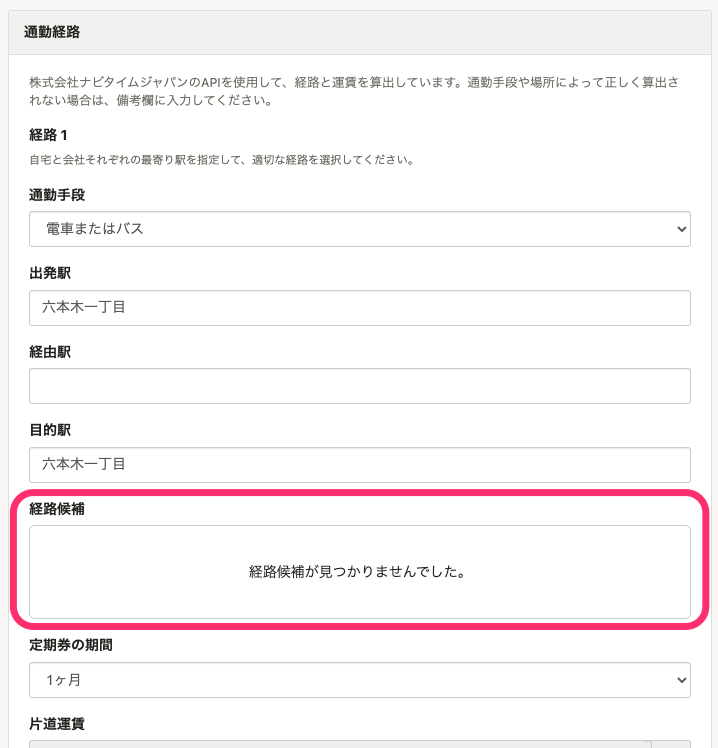 通勤経路
株式会社ナビタイムジャパンのAPIを使用して、経路と運賃を算出しています。通勤手段や場所によって正しく算出さ
れない場合は、備考欄に入力してください。
経路 1
自宅と会社それぞれの最寄り駅を指定して、適切な経路を選択してください。
通勤手段
電車またはバス
出発駅
六本木一丁目
経由駅
目的駅
六本木一丁目
経路候補
経路候補が見つかりませんでした。
定期券の期間
1ヶ月
片道運賃